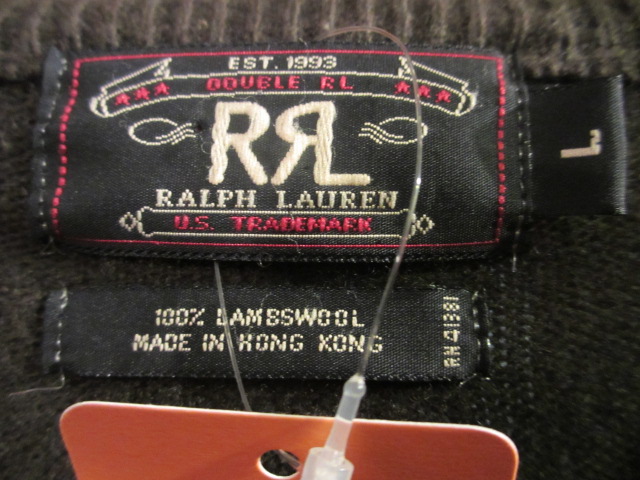 EST. 1993
DOUBLE RL
RRL
RALPH LAUREN
U.S. TRADEMARK
L
100% LAMBSWOOL
MADE IN HONG KONG
RN 41381